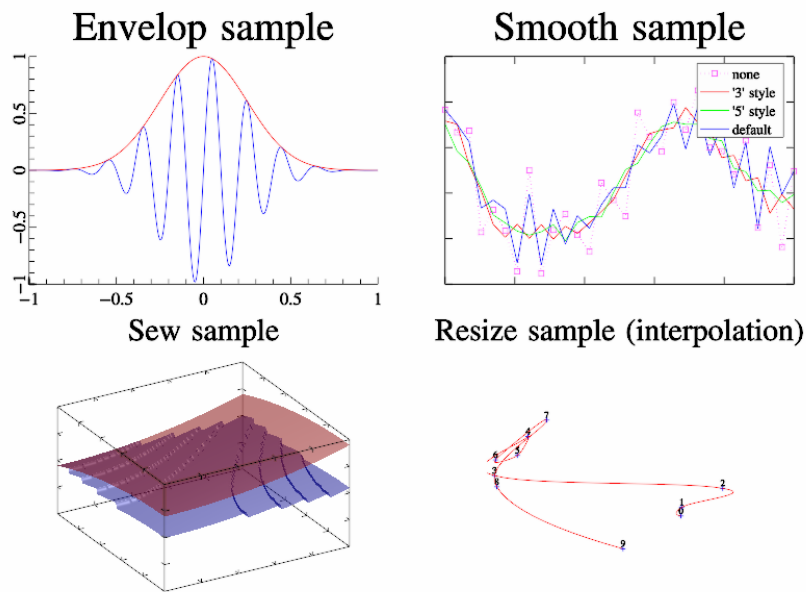 Envelop sample
Smooth sample
1
0.5
0
−0.5
−1
−1
−0.5
0
0.5
1
none
'3' style
'5' style
default
Sew sample
Resize sample (interpolation)
7
4
5
6
3
8
2
1
0
9